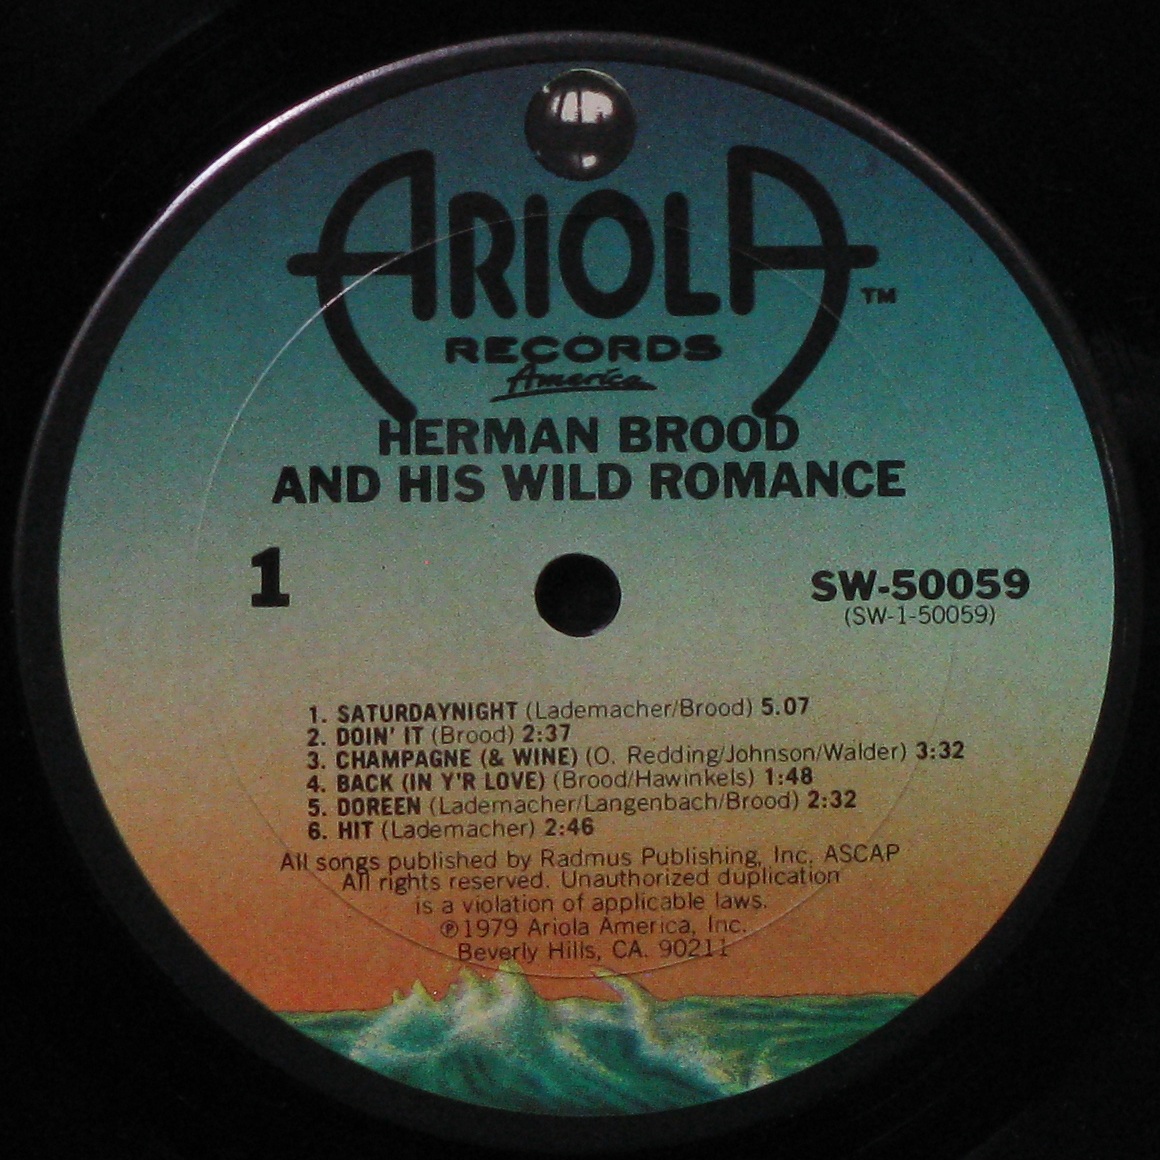 ARIOLA TM
RECORDS
America
HERMAN BROOD
AND HIS WILD ROMANCE
1
SW-50059
(SW-1-50059)
1. SATURDAYNIGHT (Lademacher/Brood) 5.07
2. DOIN' IT (Brood) 2:37
3. CHAMPAGNE (& WINE) (O. Redding/Johnson/Walder) 3:32
4. BACK (IN Y'R LOVE) (Brood/Hawinkels) 1:48
5. DOREEN (Lademacher/Langenbach/Brood) 2:32
6. HIT (Lademacher) 2:46
All songs published by Radmus Publishing, Inc. ASCAP
All rights reserved. Unauthorized duplication
is a violation of applicable laws.
℗1979 Ariola America, Inc.
Beverly Hills, CA. 90211